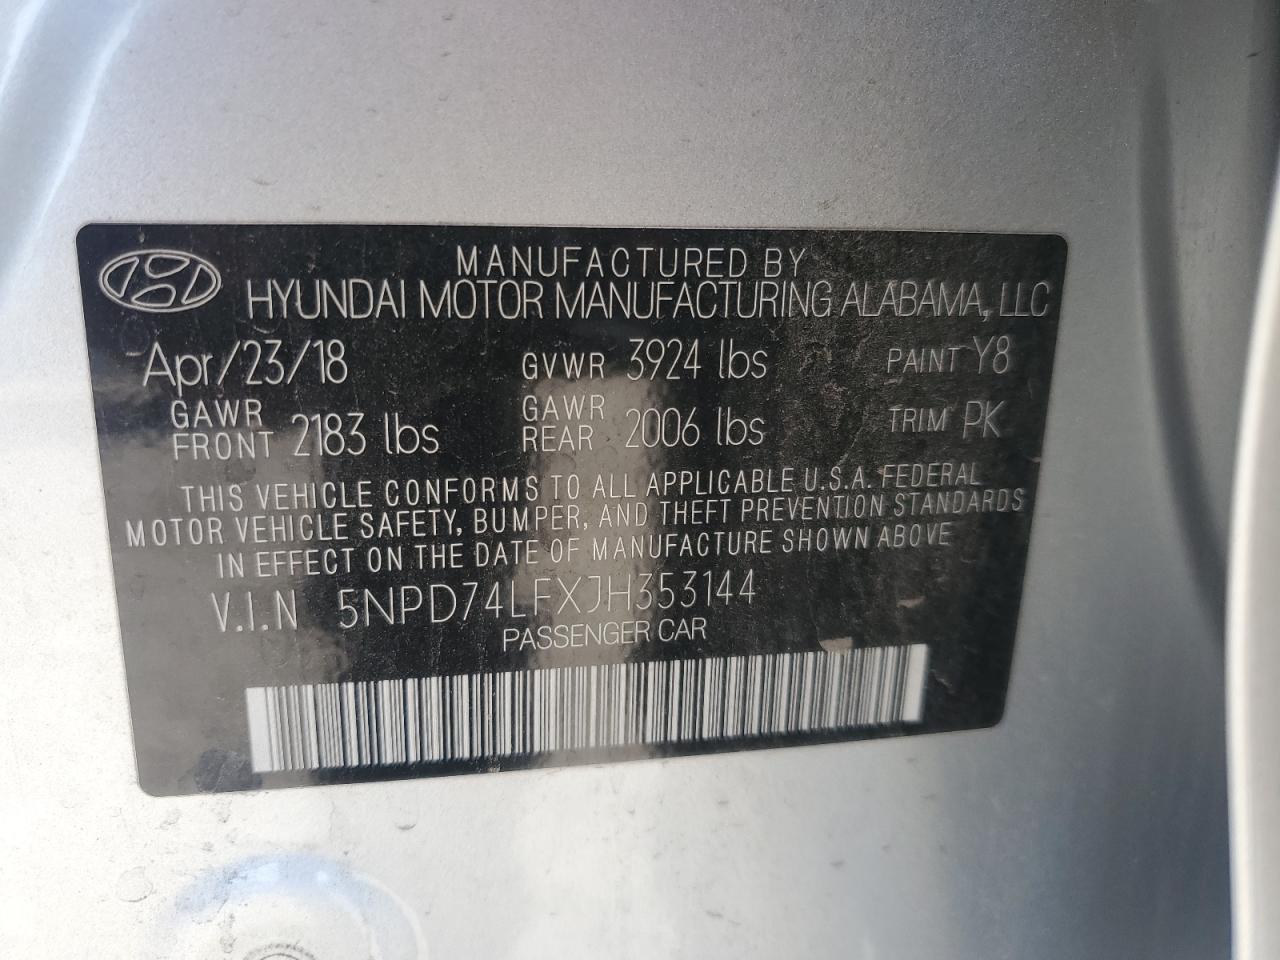 MANUFACTURED BY
HYUNDAI MOTOR MANUFACTURING ALABAMA, LLC
Apr/23/18 GVWR 3924 lbs PAINT Y8
GAWR FRONT 2183 lbs GAWR REAR 2006 lbs TRIM PK
THIS VEHICLE CONFORMS TO ALL APPLICABLE U.S.A. FEDERAL
MOTOR VEHICLE SAFETY, BUMPER, AND THEFT PREVENTION STANDARDS
IN EFFECT ON THE DATE OF MANUFACTURE SHOWN ABOVE
V.I.N 5NPD74LFXJH353144
PASSENGER CAR